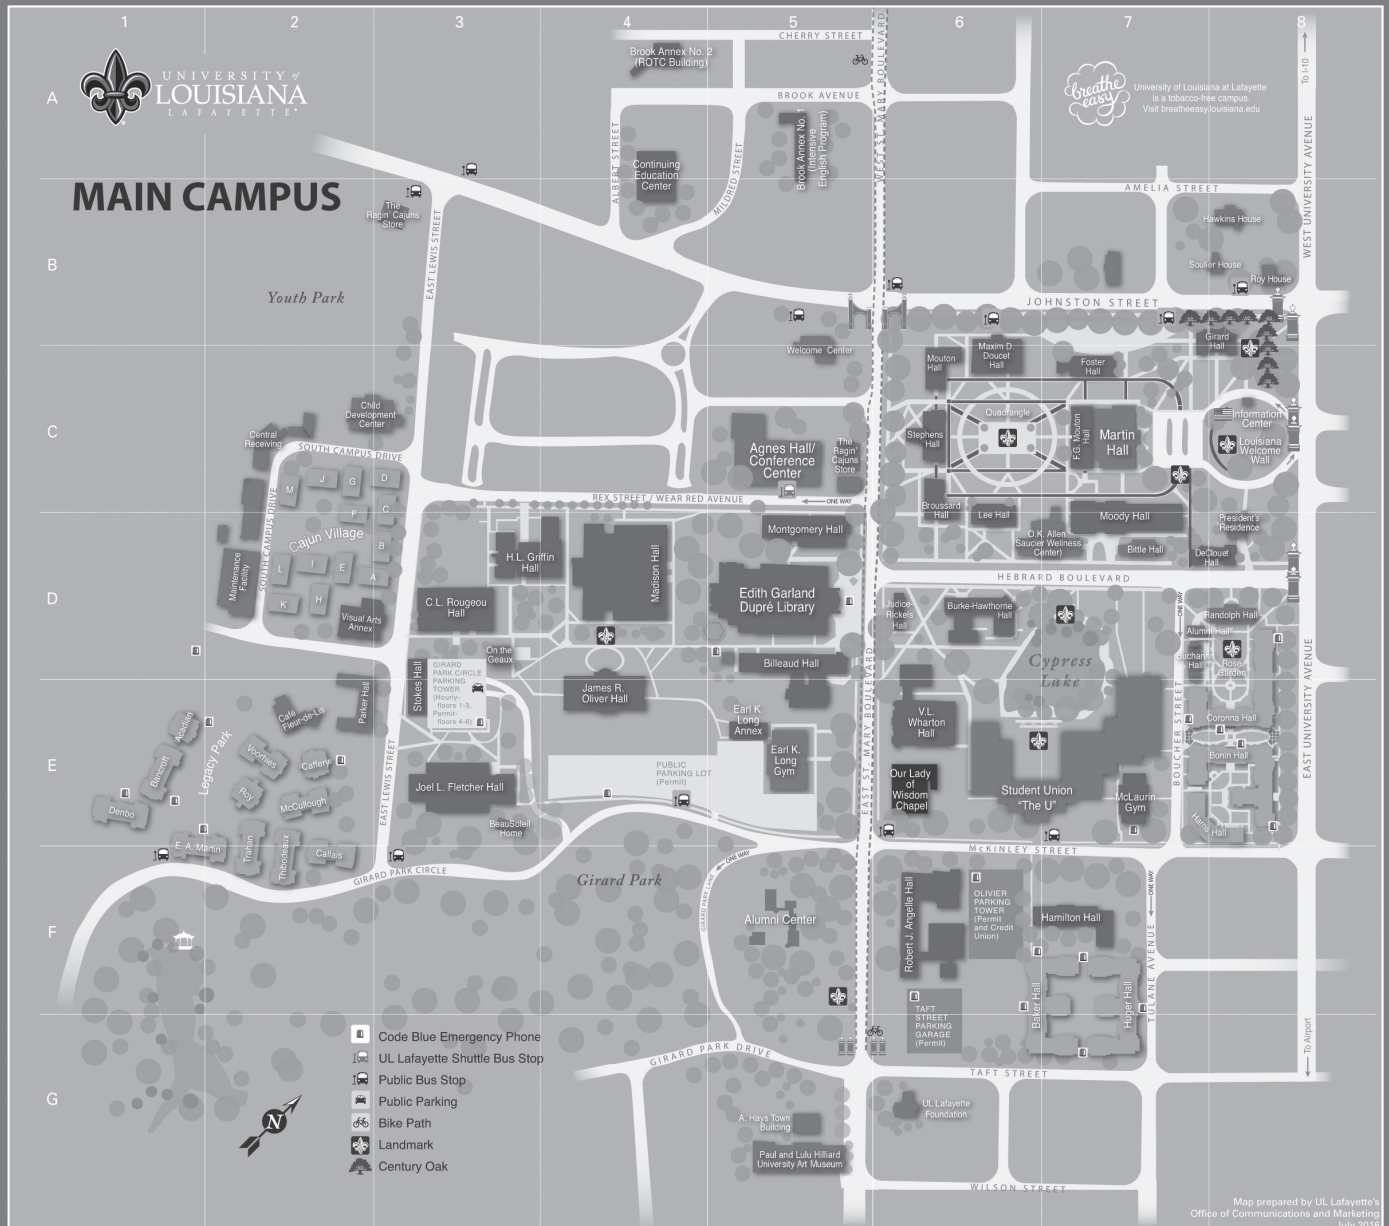 1 2 3 4 5 6 7 8
A
B
C
D
E
F
G
UNIVERSITY of
LOUISIANA
LAFAYETTE
MAIN CAMPUS
breathe
easy
University of Louisiana at Lafayette
is a tobacco-free campus.
Visit breatheeasy.louisiana.edu
To I-10
CHERRY STREET
Brook Annex No. 2
(ROTC Building)
BROOK AVENUE
ALBERT STREET
MILDRED STREET
Continuing
Education
Center
Brook Annex No. 1
(Intensive
English Program)
WEST ST. MARY BOULEVARD
AMELIA STREET
WEST UNIVERSITY AVENUE
The
Ragin' Cajuns
Store
EAST LEWIS STREET
Youth Park
Hawkins House
Soulier House
Roy House
JOHNSTON STREET
Welcome Center
Mouton
Hall
Maxim D.
Doucet
Hall
Foster
Hall
Girard
Hall
Child
Development
Center
Central
Receiving
SOUTH CAMPUS DRIVE
SOUTH CAMPUS DRIVE
M
J
G
D
C
F
B
L
I
E
A
K
H
Cajun Village
Maintenance
Facility
Visual Arts
Annex
Agnes Hall/
Conference
Center
The
Ragin'
Cajuns
Store
Stephens
Hall
Quadrangle
F.G. Mouton
Hall
Martin
Hall
Information
Center
Louisiana
Welcome
Wall
REX STREET / WEAR RED AVENUE
ONE WAY
Broussard
Hall
Lee Hall
O.K. Allen
Saucier Wellness
Center)
Moody Hall
Bittle Hall
President's
Residence
DeClouet
Hall
Montgomery Hall
H.L. Griffin
Hall
Madison Hall
Edith Garland
Dupré Library
C.L. Rougeou
Hall
HEBRARD BOULEVARD
Judice-
Rickels
Hall
Burke-Hawthorne
Hall
ONE WAY
Randolph Hall
Alumni Hall
Buchanan
Hall
Rose
Garden
Cypress
Lake
On the
Geaux
Stokes Hall
GIRARD
PARK CIRCLE
PARKING
TOWER
(Hourly-
floors 1-3,
Permit-
floors 4-6)
James R.
Oliver Hall
Billeaud Hall
EAST ST. MARY BOULEVARD
BOUCHER STREET
EAST UNIVERSITY AVENUE
Parker Hall
Café
Fleur-de-Lis
Acadian
Legacy Park
Bancroft
Voorhies
Caffery
Roy
McCullough
Denbo
E. A. Martin
Trahan
Thibodeaux
Callais
EAST LEWIS STREET
Earl K.
Long
Annex
Earl K.
Long
Gym
V.L.
Wharton
Hall
Coronna Hall
Bonin Hall
PUBLIC
PARKING LOT
(Permit)
Joel L. Fletcher Hall
BeauSoleil
Home
Our Lady
of
Wisdom
Chapel
Student Union
“The U”
McLaurin
Gym
Harris Hall
McKINLEY STREET
GIRARD PARK CIRCLE
Girard Park
ONE WAY
GIRARD PARK LANE
Alumni Center
Robert J. Angelle Hall
OLIVIER
PARKING
TOWER
(Permit
and Credit
Union)
Hamilton Hall
ONE WAY
TULANE AVENUE
Baker Hall
Huger Hall
TAFT
STREET
PARKING
GARAGE
(Permit)
To Airport
GIRARD PARK DRIVE
TAFT STREET
Code Blue Emergency Phone
UL Lafayette Shuttle Bus Stop
Public Bus Stop
Public Parking
Bike Path
Landmark
Century Oak
N
A. Hays Town
Building
Paul and Lulu Hilliard
University Art Museum
UL Lafayette
Foundation
WILSON STREET
Map prepared by UL Lafayette's
Office of Communications and Marketing
July 2016